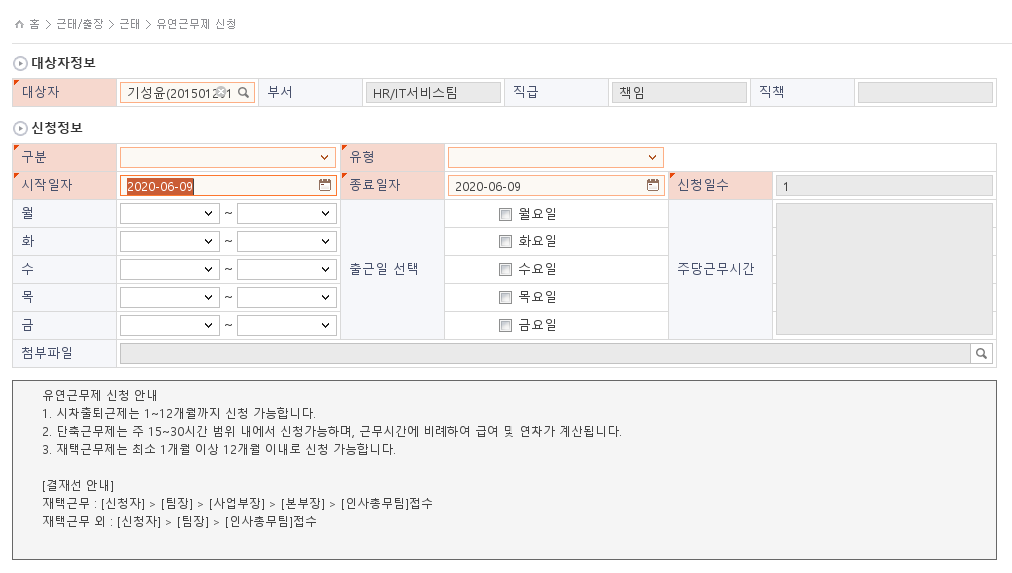 홈 > 근태/출장 > 근태 > 유연근무제 신청
대상자정보
대상자 기성윤( 부서 HR/IT서비스팀 직급 책임 직책
신청정보
구분 유형
시작일자 2020-06-09 종료일자 2020-06-09 신청일수 1
월 ~ 월요일
화 ~ 화요일
수 ~ 출근일 선택 수요일 주당근무시간
목 ~ 목요일
금 ~ 금요일
첨부파일
유연근무제 신청 안내
1. 시차출퇴근제는 1~12개월까지 신청 가능합니다.
2. 단축근무제는 주 15~30시간 범위 내에서 신청가능하며, 근무시간에 비례하여 급여 및 연차가 계산됩니다.
3. 재택근무제는 최소 1개월 이상 12개월 이내로 신청 가능합니다.
[결재선 안내]
재택근무 : [신청자] > [팀장] > [사업부장] > [본부장] > [인사총무팀]접수
재택근무 외 : [신청자] > [팀장] > [인사총무팀]접수